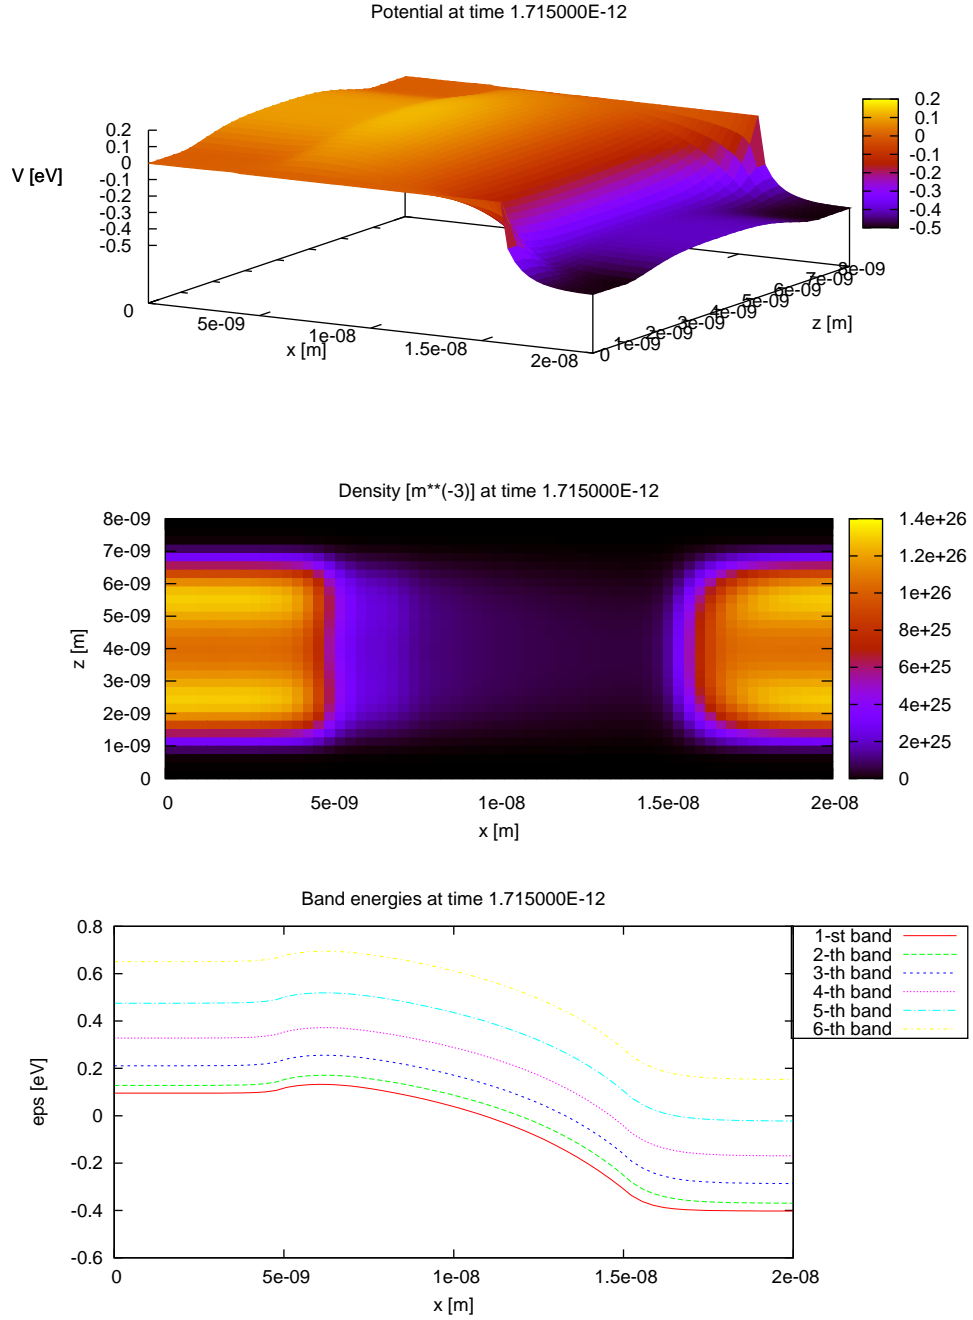 Potential at time 1.715000E-12
0.2
0.1
0
-0.1
-0.2
-0.3
-0.5
V [eV]
0
5e-09
1e-08
1.5e-08
2e-08
x [m]
0
1e-09
2e-09
3e-09
4e-09
5e-09
6e-09
7e-09
8e-09
z [m]
0.2
0.1
0
-0.1
-0.2
-0.3
-0.4
-0.5
Density [m**(-3)] at time 1.715000E-12
8e-09
7e-09
6e-09
5e-09
4e-09
3e-09
2e-09
1e-09
0
z [m]
0
5e-09
1e-08
1.5e-08
2e-08
x [m]
1.4e+26
1.2e+26
1e+26
8e+25
6e+25
4e+25
2e+25
0
Band energies at time 1.715000E-12
0.8
0.6
0.4
0.2
0
-0.2
-0.4
-0.6
eps [eV]
0
5e-09
1e-08
1.5e-08
2e-08
x [m]
1-st band
2-th band
3-th band
4-th band
5-th band
6-th band